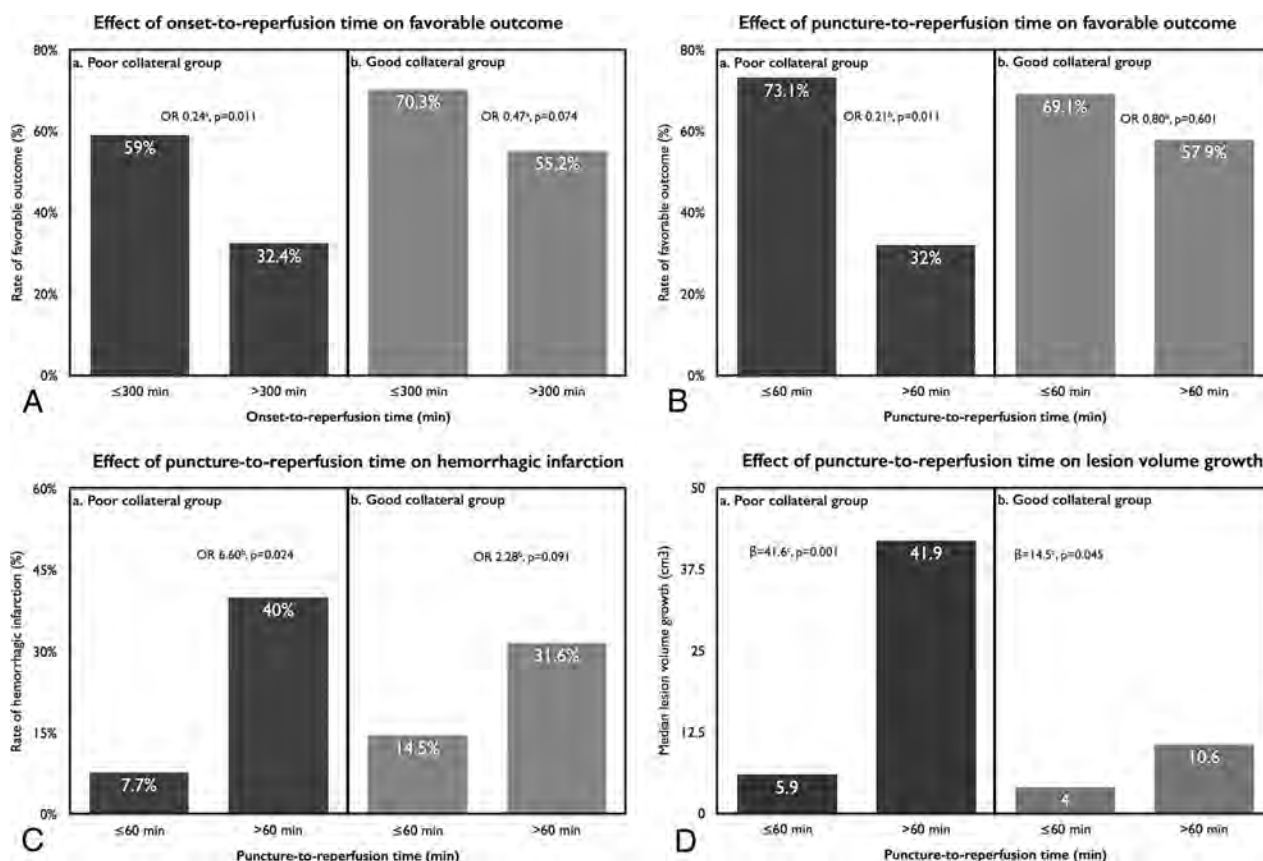 Effect of onset-to-reperfusion time on favorable outcome
80%
60%
40%
20%
0%
Rate of favorable outcome (%)
a. Poor collateral group
b. Good collateral group
OR 0.24ᵃ, p=0.011
OR 0.47ᵃ, p=0.074
59%
32.4%
70.3%
55.2%
≤300 min
>300 min
≤300 min
>300 min
Onset-to-reperfusion time (min)
A
Effect of puncture-to-reperfusion time on favorable outcome
80%
60%
40%
20%
0%
Rate of favorable outcome (%)
a. Poor collateral group
b. Good collateral group
OR 0.21ᵇ, p=0.011
OR 0.80ᵇ, p=0.601
73.1%
32%
69.1%
57.9%
≤60 min
>60 min
≤60 min
>60 min
Puncture-to-reperfusion time (min)
B
Effect of puncture-to-reperfusion time on hemorrhagic infarction
60%
45%
30%
15%
0%
Rate of hemorrhagic infarction (%)
a. Poor collateral group
b. Good collateral group
OR 6.60ᵇ, p=0.024
OR 2.28ᵇ, p=0.091
7.7%
40%
14.5%
31.6%
≤60 min
>60 min
≤60 min
>60 min
Puncture-to-reperfusion time (min)
C
Effect of puncture-to-reperfusion time on lesion volume growth
50
37.5
25
12.5
0
Median lesion volume growth (cm3)
a. Poor collateral group
b. Good collateral group
β=41.6ᶜ, p=0.001
β=14.5ᶜ, p=0.045
5.9
41.9
4
10.6
≤60 min
>60 min
≤60 min
>60 min
Puncture-to-reperfusion time (min)
D